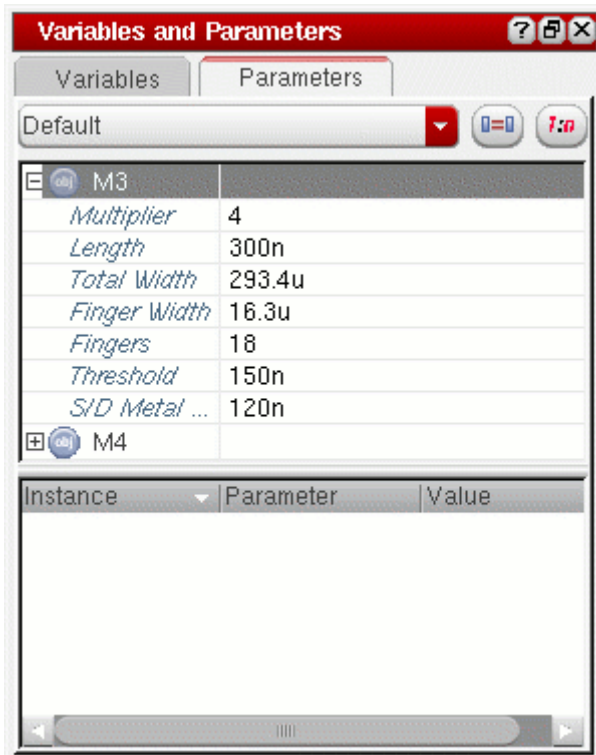 Variables and Parameters
Variables Parameters
Default
M3
Multiplier 4
Length 300n
Total Width 293.4u
Finger Width 16.3u
Fingers 18
Threshold 150n
S/D Metal ... 120n
M4
Instance Parameter Value